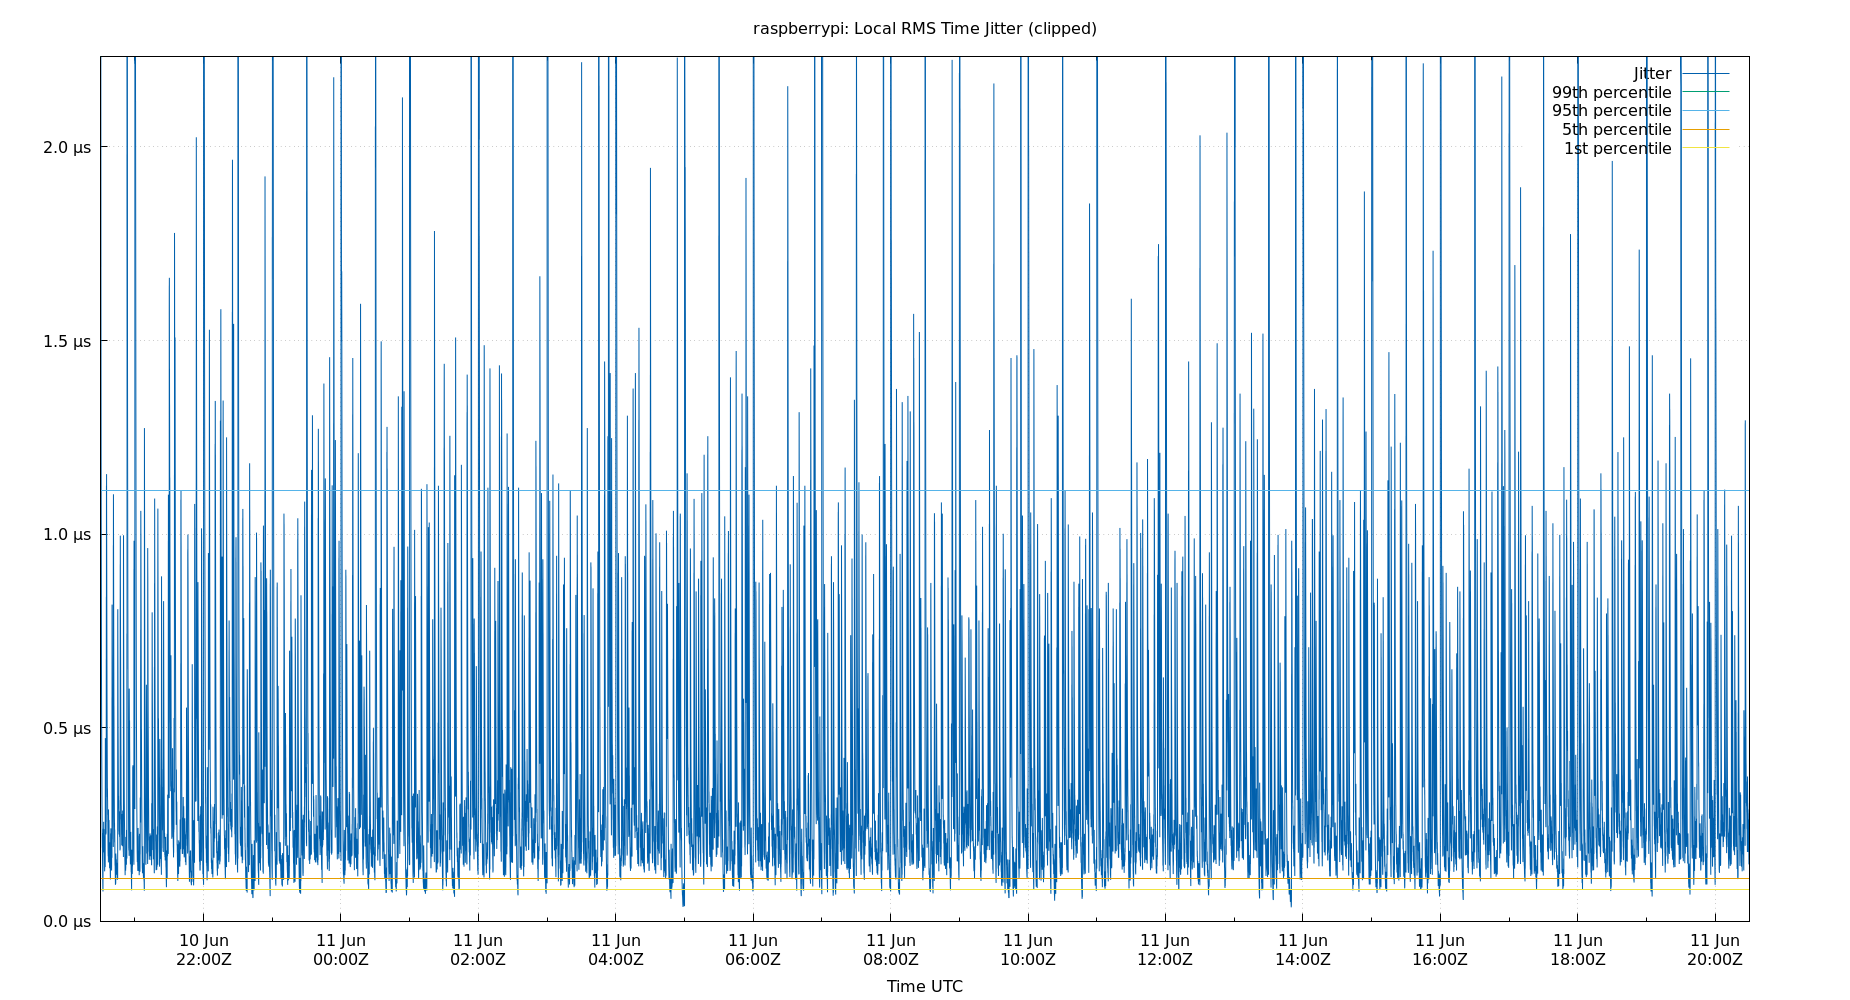 raspberrypi: Local RMS Time Jitter (clipped)
Jitter
99th percentile
95th percentile
5th percentile
1st percentile
2.0 µs
1.5 µs
1.0 µs
0.5 µs
0.0 µs
10 Jun 11 Jun 11 Jun 11 Jun 11 Jun 11 Jun 11 Jun 11 Jun 11 Jun 11 Jun 11 Jun 11 Jun
22:00Z 00:00Z 02:00Z 04:00Z 06:00Z 08:00Z 10:00Z 12:00Z 14:00Z 16:00Z 18:00Z 20:00Z
Time UTC